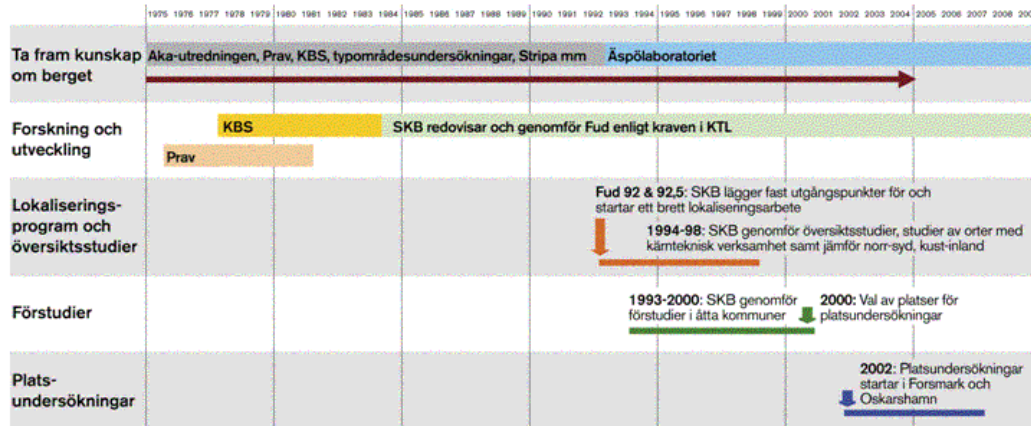 1975 1976 1977 1978 1979 1980 1981 1982 1983 1984 1985 1986 1987 1988 1989 1990 1991 1992 1993 1994 1995 1996 1997 1998 1999 2000 2001 2002 2003 2004 2005 2006 2007 2008
Ta fram kunskap
om berget
Aka-utredningen, Prav, KBS, typområdesundersökningar, Stripa mm
Äspölaboratoriet
Forskning och
utveckling
KBS
SKB redovisar och genomför Fud enligt kraven i KTL
Prav
Lokaliserings-
program och
översiktsstudier
Fud 92 & 92,5: SKB lägger fast utgångspunkter för och
startar ett brett lokaliseringsarbete
1994-98: SKB genomför översiktsstudier, studier av orter med
kärnteknisk verksamhet samt jämför norr-syd, kust-inland
Förstudier
1993-2000: SKB genomför
förstudier i åtta kommuner
2000: Val av platser för
platsundersökningar
Plats-
undersökningar
2002: Platsundersökningar
startar i Forsmark och
Oskarshamn